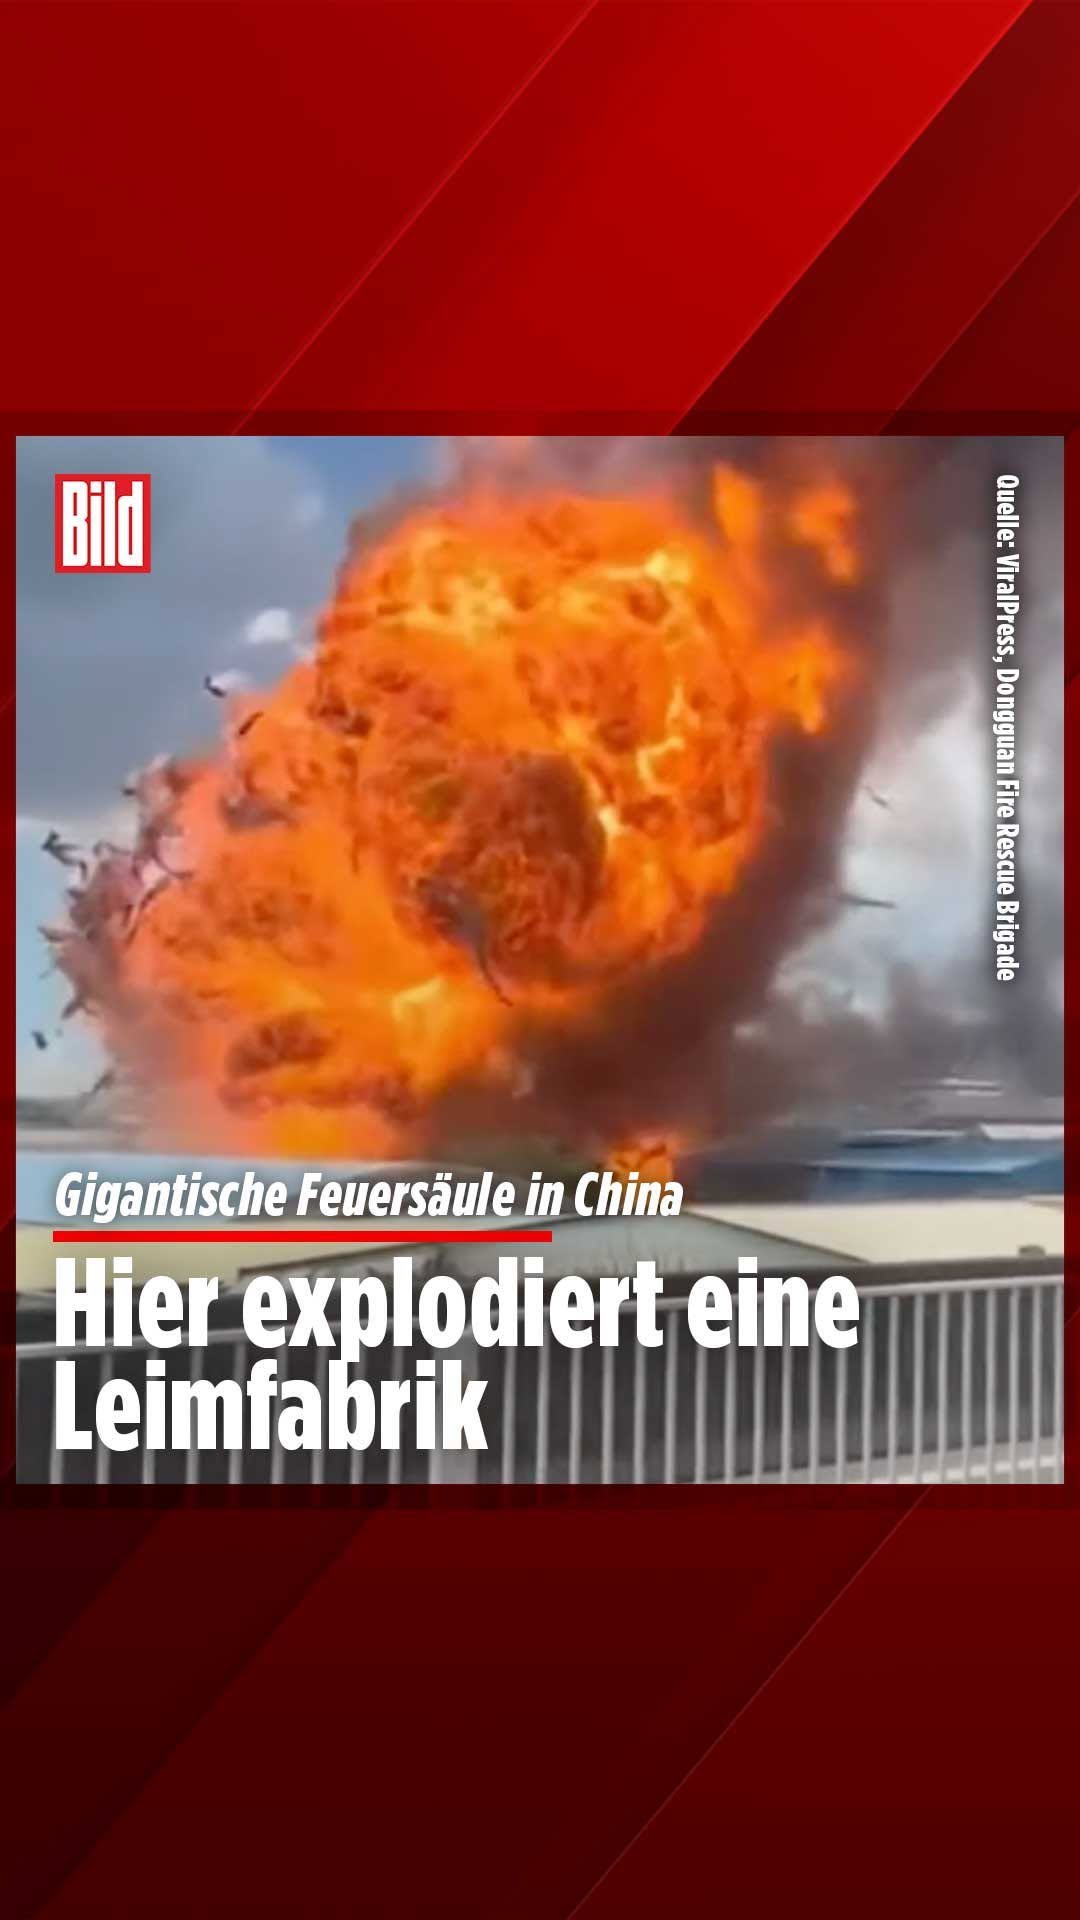 Bild
Quelle: ViralPress, Dongguan Fire Rescue Brigade
Gigantische Feuersäule in China
Hier explodiert eine
Leimfabrik